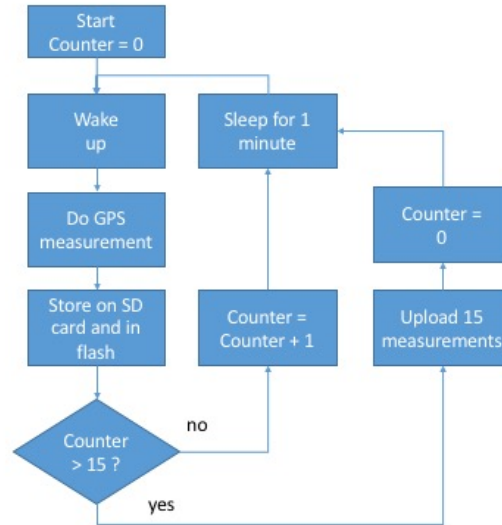 Start
Counter = 0
Wake
up
Sleep for 1
minute
Do GPS
measurement
Counter =
0
Store on SD
card and in
flash
Counter =
Counter + 1
Upload 15
measurements
Counter
> 15 ?
no
yes